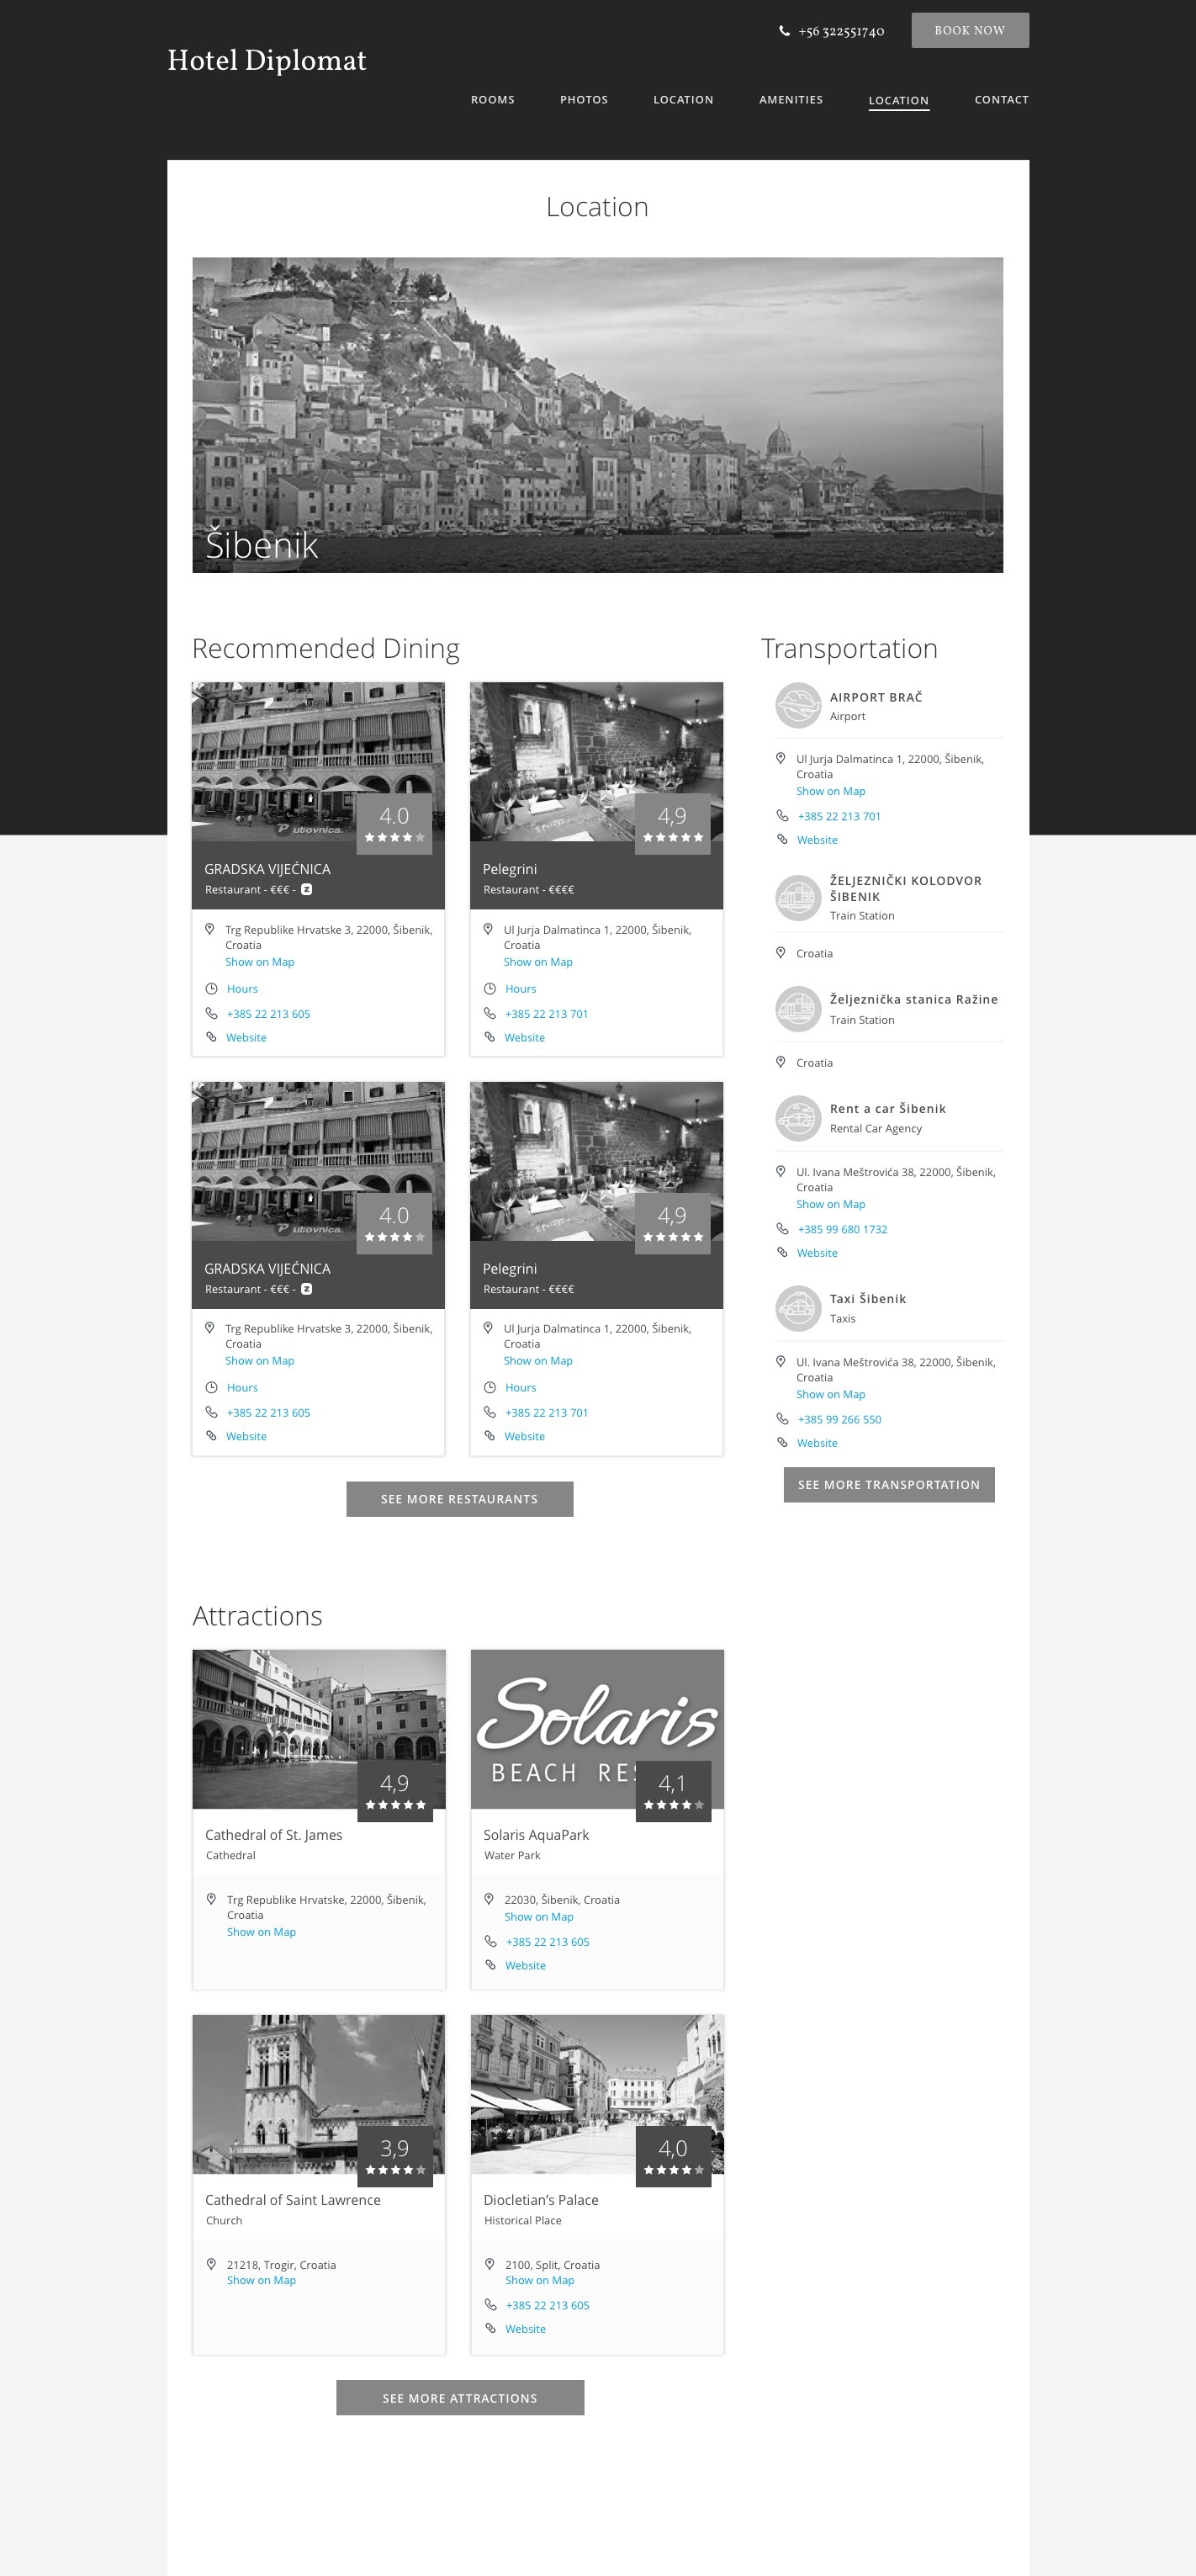 +56 322551740
BOOK NOW
Hotel Diplomat
ROOMS PHOTOS LOCATION AMENITIES LOCATION CONTACT
Location
Šibenik
Recommended Dining
4.0
GRADSKA VIJEĆNICA
Restaurant - €€€ - Z
Trg Republike Hrvatske 3, 22000, Šibenik,
Croatia
Show on Map
Hours
+385 22 213 605
Website
4,9
Pelegrini
Restaurant - €€€€
Ul Jurja Dalmatinca 1, 22000, Šibenik,
Croatia
Show on Map
Hours
+385 22 213 701
Website
Putovnica.
4.0
GRADSKA VIJEĆNICA
Restaurant - €€€ - Z
Trg Republike Hrvatske 3, 22000, Šibenik,
Croatia
Show on Map
Hours
+385 22 213 605
Website
Putovnica.
4,9
Pelegrini
Restaurant - €€€€
Ul Jurja Dalmatinca 1, 22000, Šibenik,
Croatia
Show on Map
Hours
+385 22 213 701
Website
SEE MORE RESTAURANTS
Transportation
AIRPORT BRAČ
Airport
Ul Jurja Dalmatinca 1, 22000, Šibenik,
Croatia
Show on Map
+385 22 213 701
Website
ŽELJEZNIČKI KOLODVOR
ŠIBENIK
Train Station
Croatia
Željeznička stanica Ražine
Train Station
Croatia
Rent a car Šibenik
Rental Car Agency
Ul. Ivana Meštrovića 38, 22000, Šibenik,
Croatia
Show on Map
+385 99 680 1732
Website
Taxi Šibenik
Taxis
Ul. Ivana Meštrovića 38, 22000, Šibenik,
Croatia
Show on Map
+385 99 266 550
Website
SEE MORE TRANSPORTATION
Attractions
4,9
Cathedral of St. James
Cathedral
Trg Republike Hrvatske, 22000, Šibenik,
Croatia
Show on Map
Solaris
BEACH RES
4,1
Solaris AquaPark
Water Park
22030, Šibenik, Croatia
Show on Map
+385 22 213 605
Website
3,9
Cathedral of Saint Lawrence
Church
21218, Trogir, Croatia
Show on Map
4,0
Diocletian’s Palace
Historical Place
2100, Split, Croatia
Show on Map
+385 22 213 605
Website
SEE MORE ATTRACTIONS